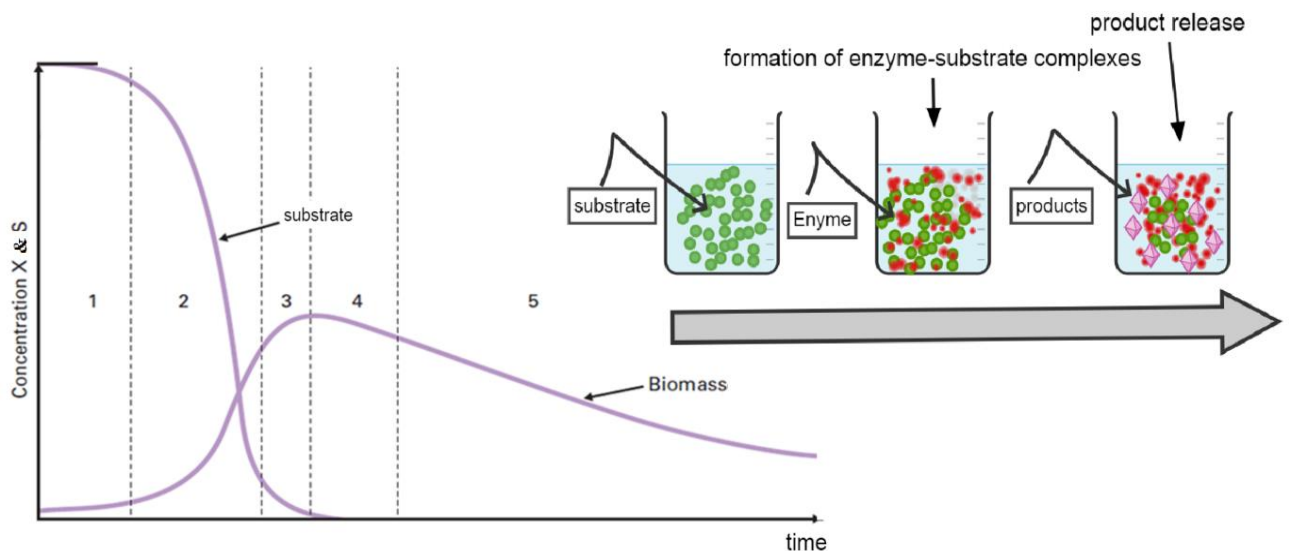 product release
formation of enzyme-substrate complexes
substrate
Concentration X & S
1
2
3
4
5
Biomass
time
substrate
Enyme
products